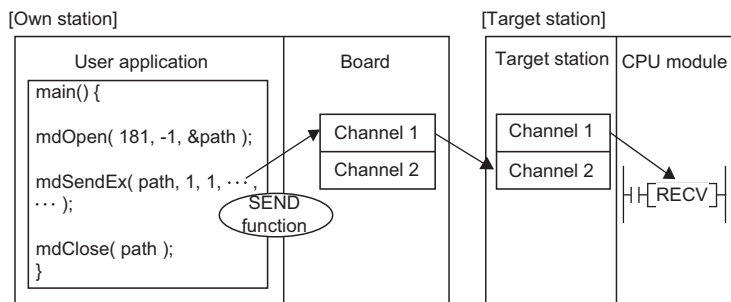 [Own station]
[Target station]
User application
Board
Target station
CPU module
main() {
mdOpen( 181, -1, &path );
mdSendEx( path, 1, 1, ···,
··· );
mdClose( path );
}
SEND
function
Channel 1
Channel 2
Channel 1
Channel 2
RECV